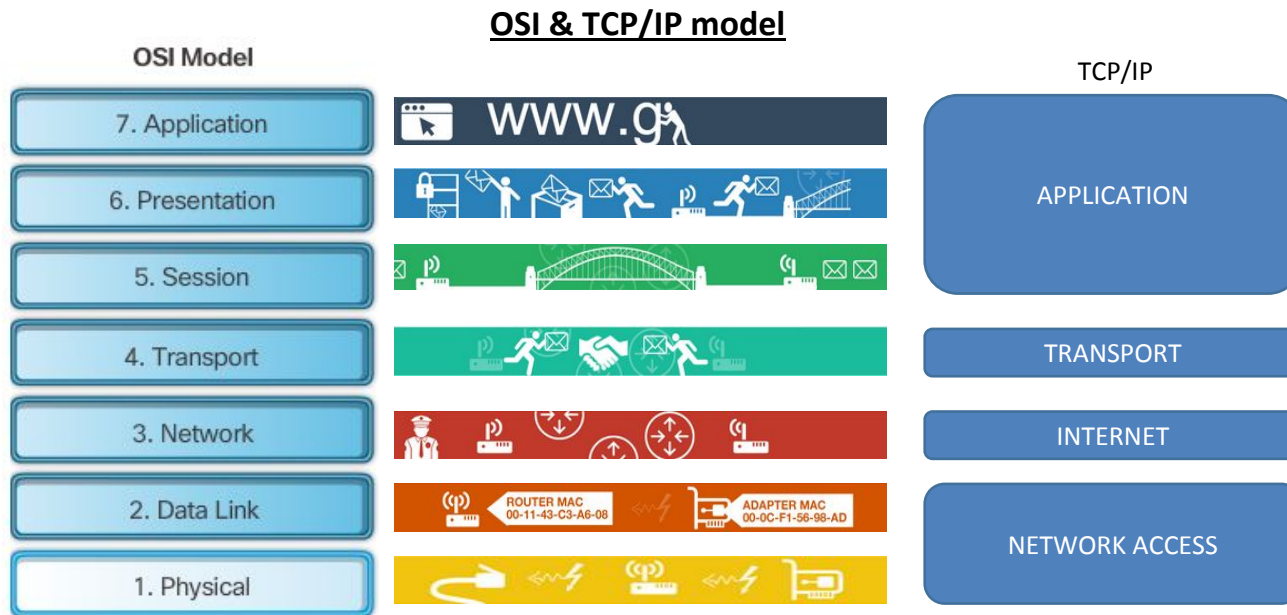 OSI & TCP/IP model
OSI Model
TCP/IP
7. Application
www.g
6. Presentation
APPLICATION
5. Session
4. Transport
TRANSPORT
3. Network
INTERNET
2. Data Link
ROUTER MAC
00-11-43-C3-A6-08
ADAPTER MAC
00-0C-F1-56-98-AD
NETWORK ACCESS
1. Physical